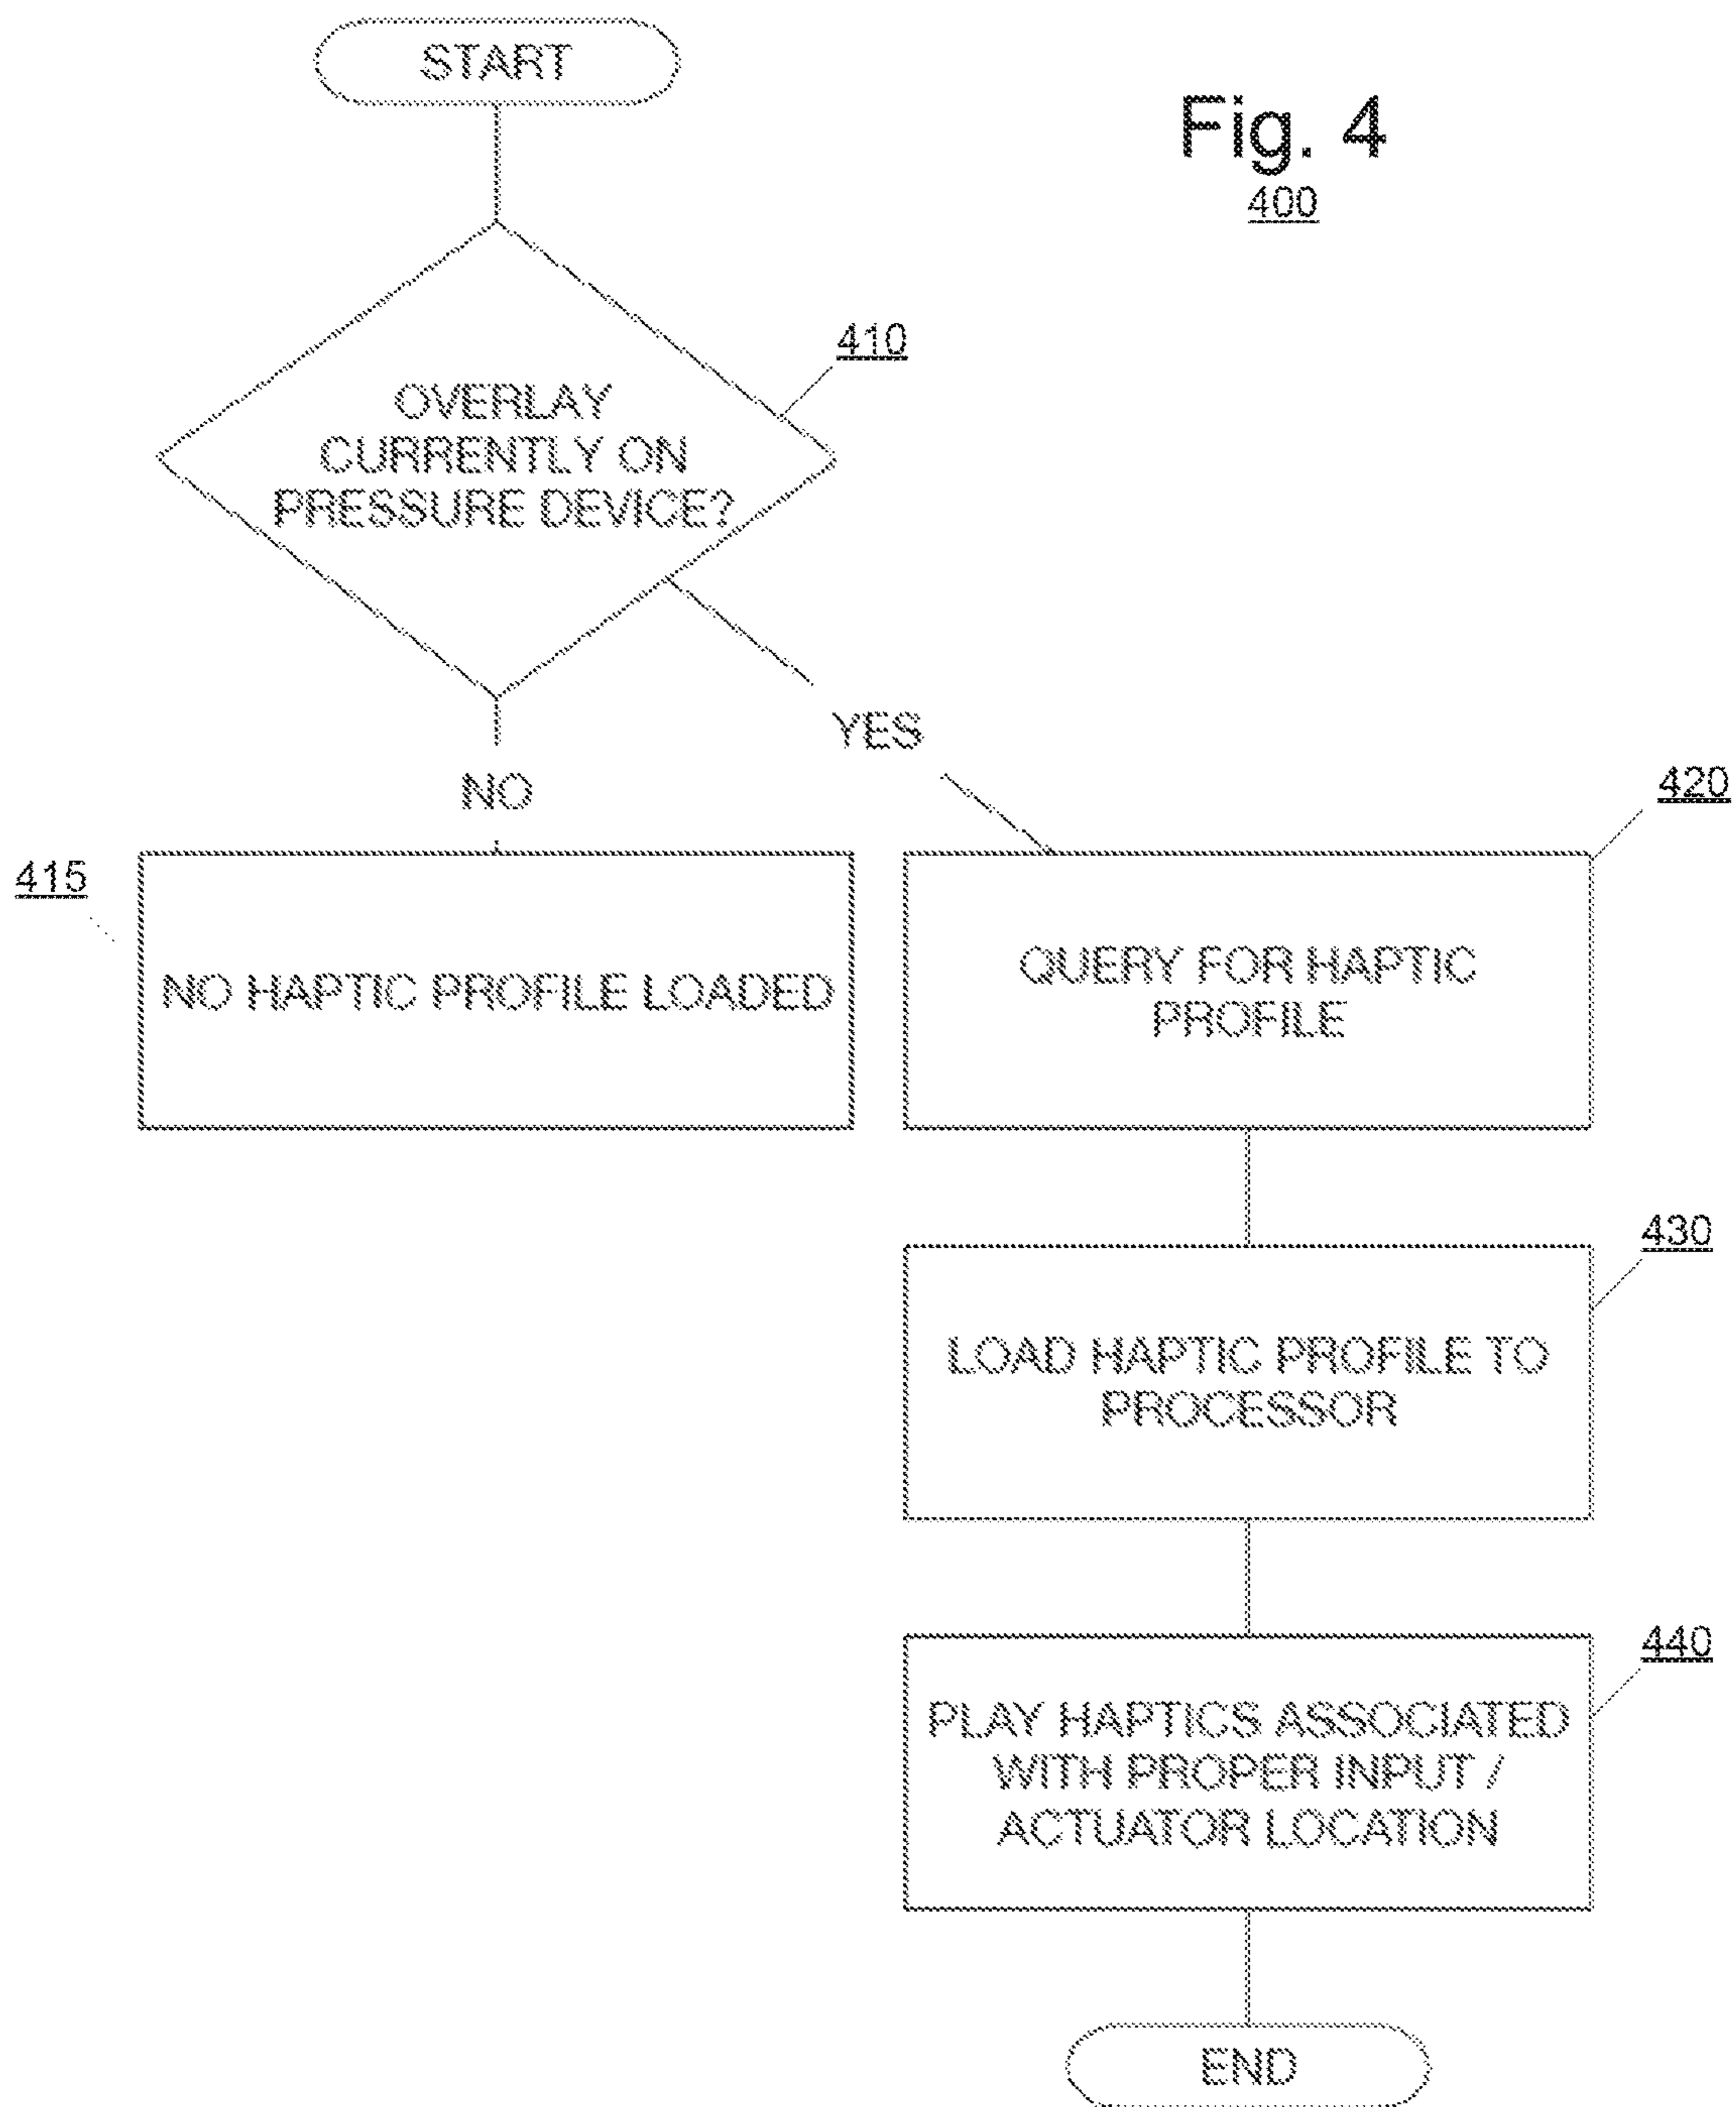 START
Fig. 4
400
410
OVERLAY
CURRENTLY ON
PRESSURE DEVICE?
YES
NO
420
415
NO HAPTIC PROFILE LOADED
QUERY FOR HAPTIC
PROFILE
430
LOAD HAPTIC PROFILE TO
PROCESSOR
440
PLAY HAPTICS ASSOCIATED
WITH PROPER INPUT /
ACTUATOR LOCATION
END